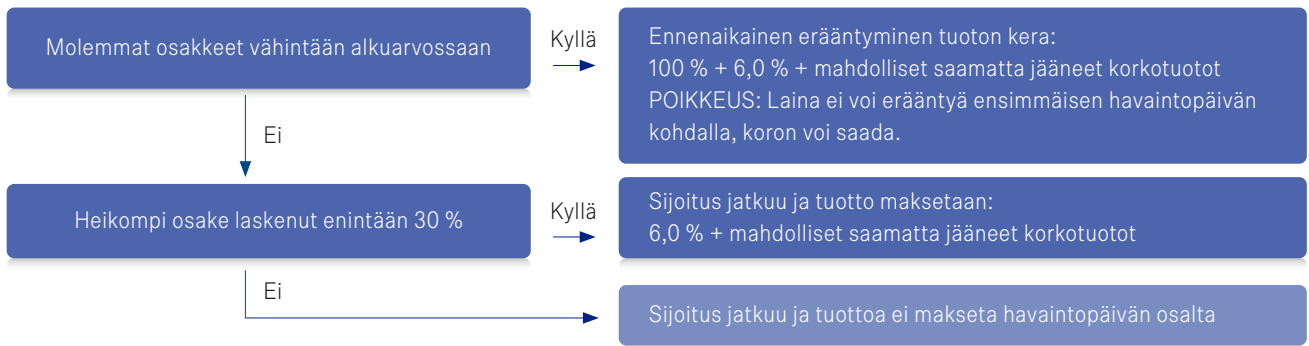 Molemmat osakkeet vähintään alkuarvossaan
Kyllä
Ennenaikainen erääntyminen tuoton kera:
100 % + 6,0 % + mahdolliset saamatta jääneet korkotuotot
POIKKEUS: Laina ei voi erääntyä ensimmäisen havaintopäivän
kohdalla, koron voi saada.
Ei
Heikompi osake laskenut enintään 30 %
Kyllä
Sijoitus jatkuu ja tuotto maksetaan:
6,0 % + mahdolliset saamatta jääneet korkotuotot
Ei
Sijoitus jatkuu ja tuottoa ei makseta havaintopäivän osalta